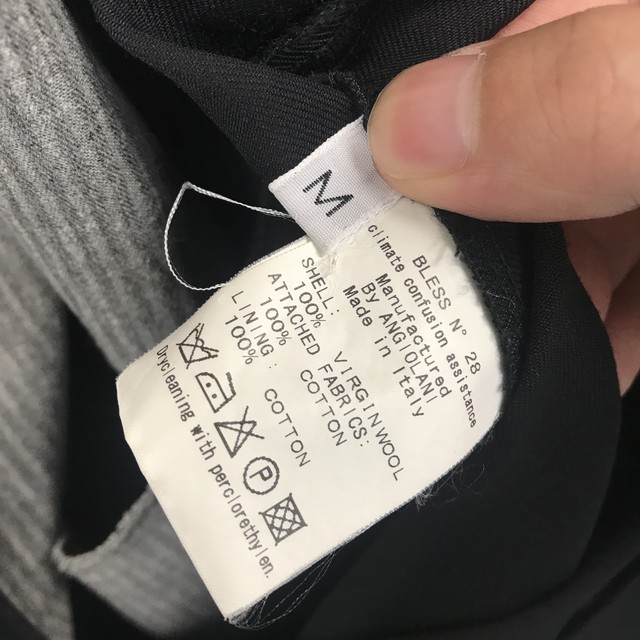 M
BLESS N° 28
climate confusion assistance
Manufactured
By ANGIOLANI
Made in Italy
SHELL:
100% VIRGINWOOL
ATTACHED FABRICS:
100% COTTON
LINING:
100% COTTON
P
Drycleaning with perclorethylen.